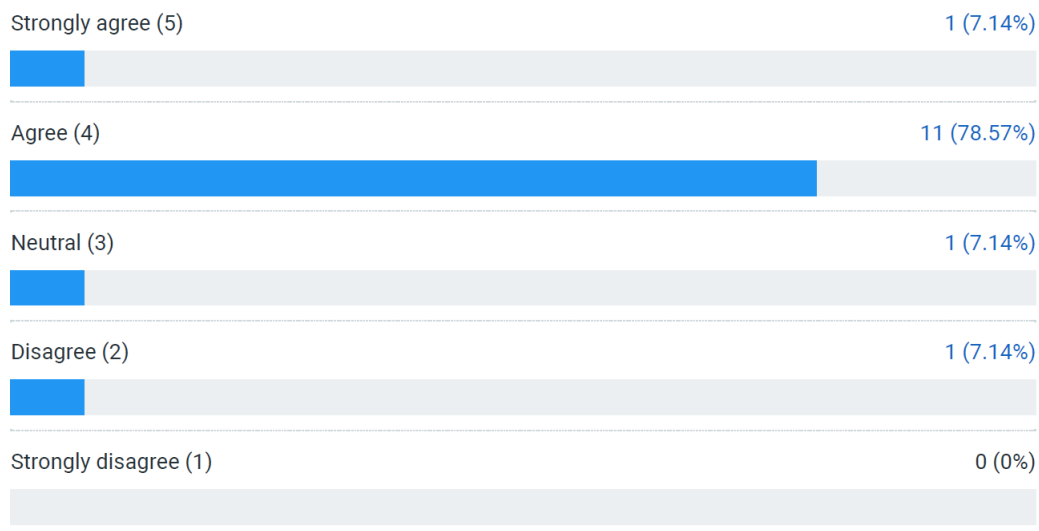 Strongly agree (5) 1 (7.14%)
Agree (4) 11 (78.57%)
Neutral (3) 1 (7.14%)
Disagree (2) 1 (7.14%)
Strongly disagree (1) 0 (0%)